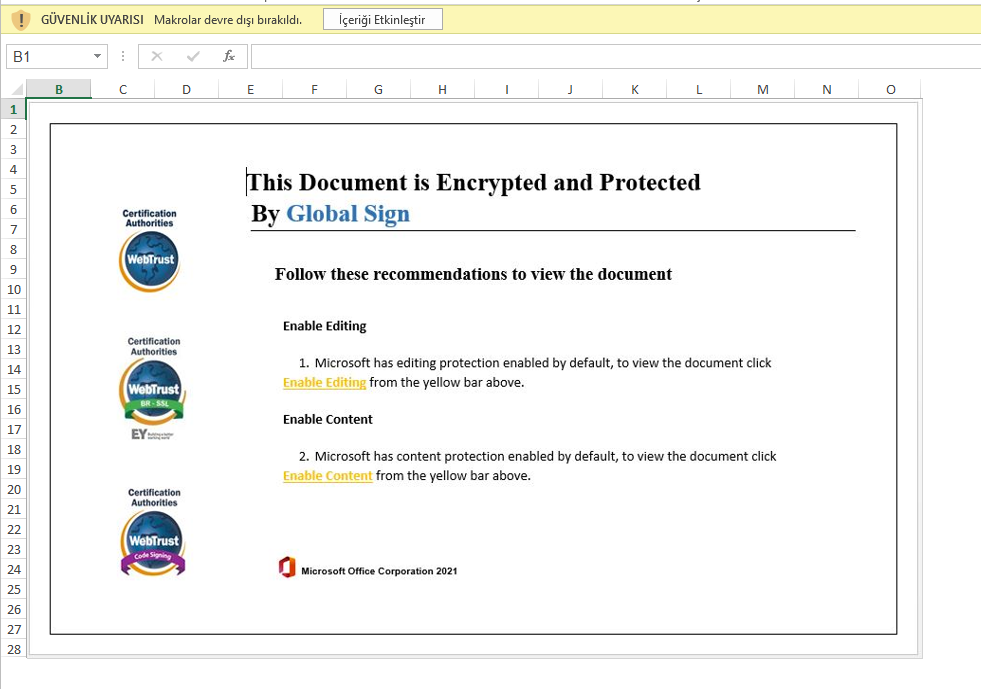 GÜVENLİK UYARISI Makrolar devre dışı bırakıldı. İçeriği Etkinleştir
B1 fx
B C D E F G H I J K L M N O
1
2
3
4
5
6
7
8
9
10
11
12
13
14
15
16
17
18
19
20
21
22
23
24
25
26
27
28
This Document is Encrypted and Protected
By Global Sign
Follow these recommendations to view the document
Enable Editing
1. Microsoft has editing protection enabled by default, to view the document click
Enable Editing from the yellow bar above.
Enable Content
2. Microsoft has content protection enabled by default, to view the document click
Enable Content from the yellow bar above.
Microsoft Office Corporation 2021
Certification
Authorities
WebTrust
Certification
Authorities
WebTrust
BR - SSL
EY Building a better
working world
Certification
Authorities
WebTrust
Code Signing